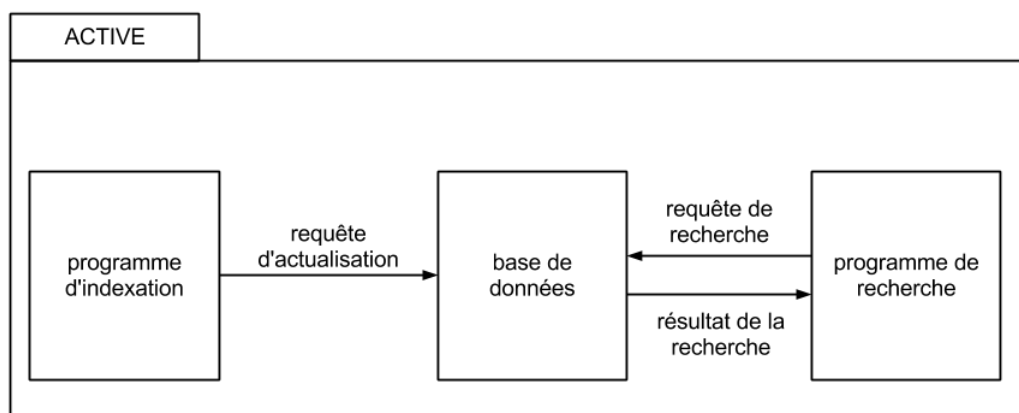 ACTIVE
programme
d'indexation
requête
d'actualisation
base de
données
requête de
recherche
résultat de la
recherche
programme de
recherche